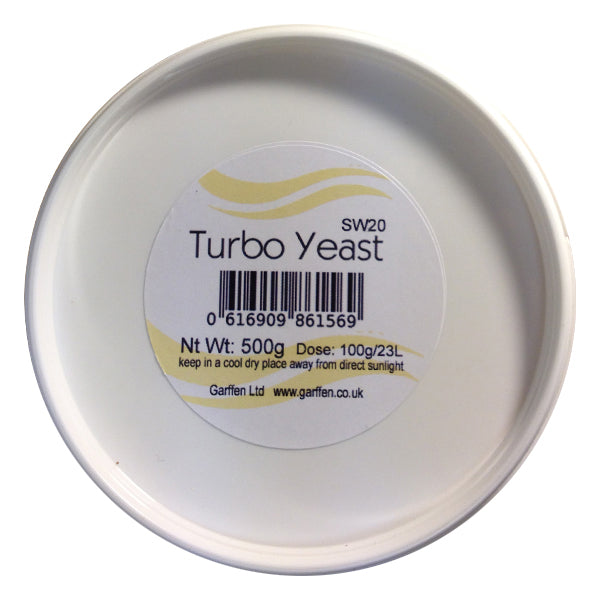 SW20
Turbo Yeast
0 616909 861569
Nt Wt: 500g Dose: 100g/23L
keep in a cool dry place away from direct sunlight
Garffen Ltd www.garffen.co.uk